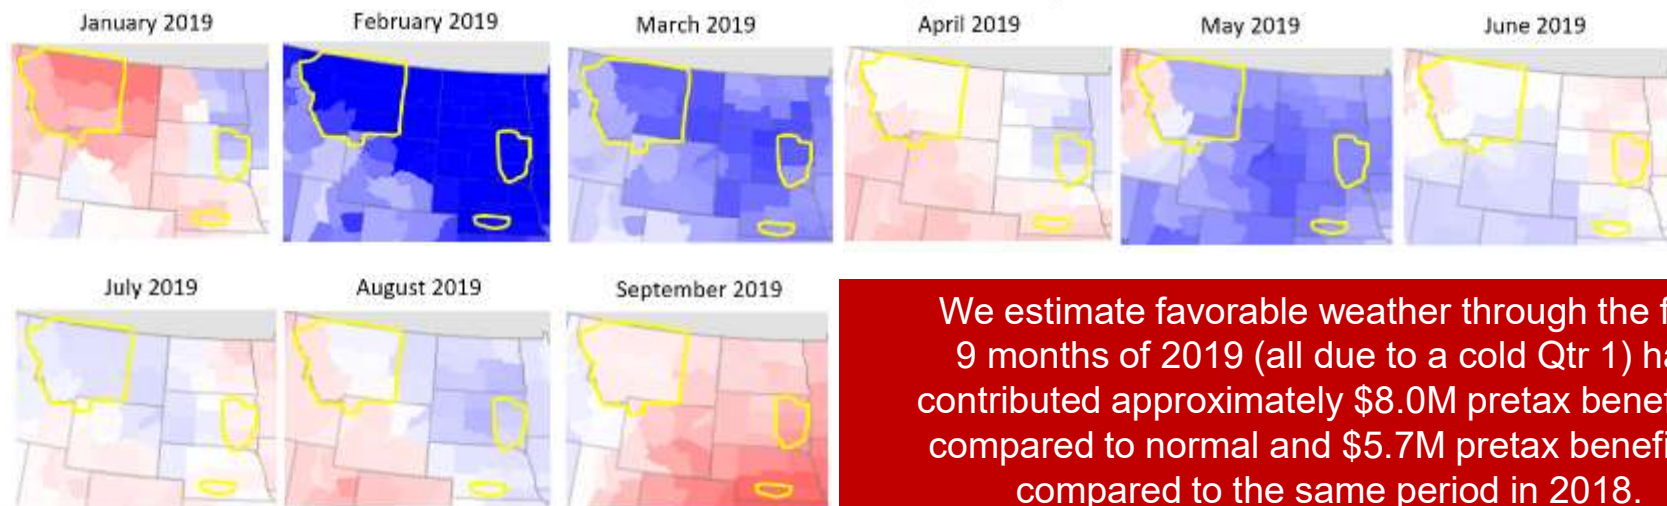 January 2019
February 2019
March 2019
April 2019
May 2019
June 2019
July 2019
August 2019
September 2019
We estimate favorable weather through the
9 months of 2019 (all due to a cold Qtr 1)
contributed approximately $8.0M pretax
compared to normal and $5.7M pretax
compared to the same period in 2018.